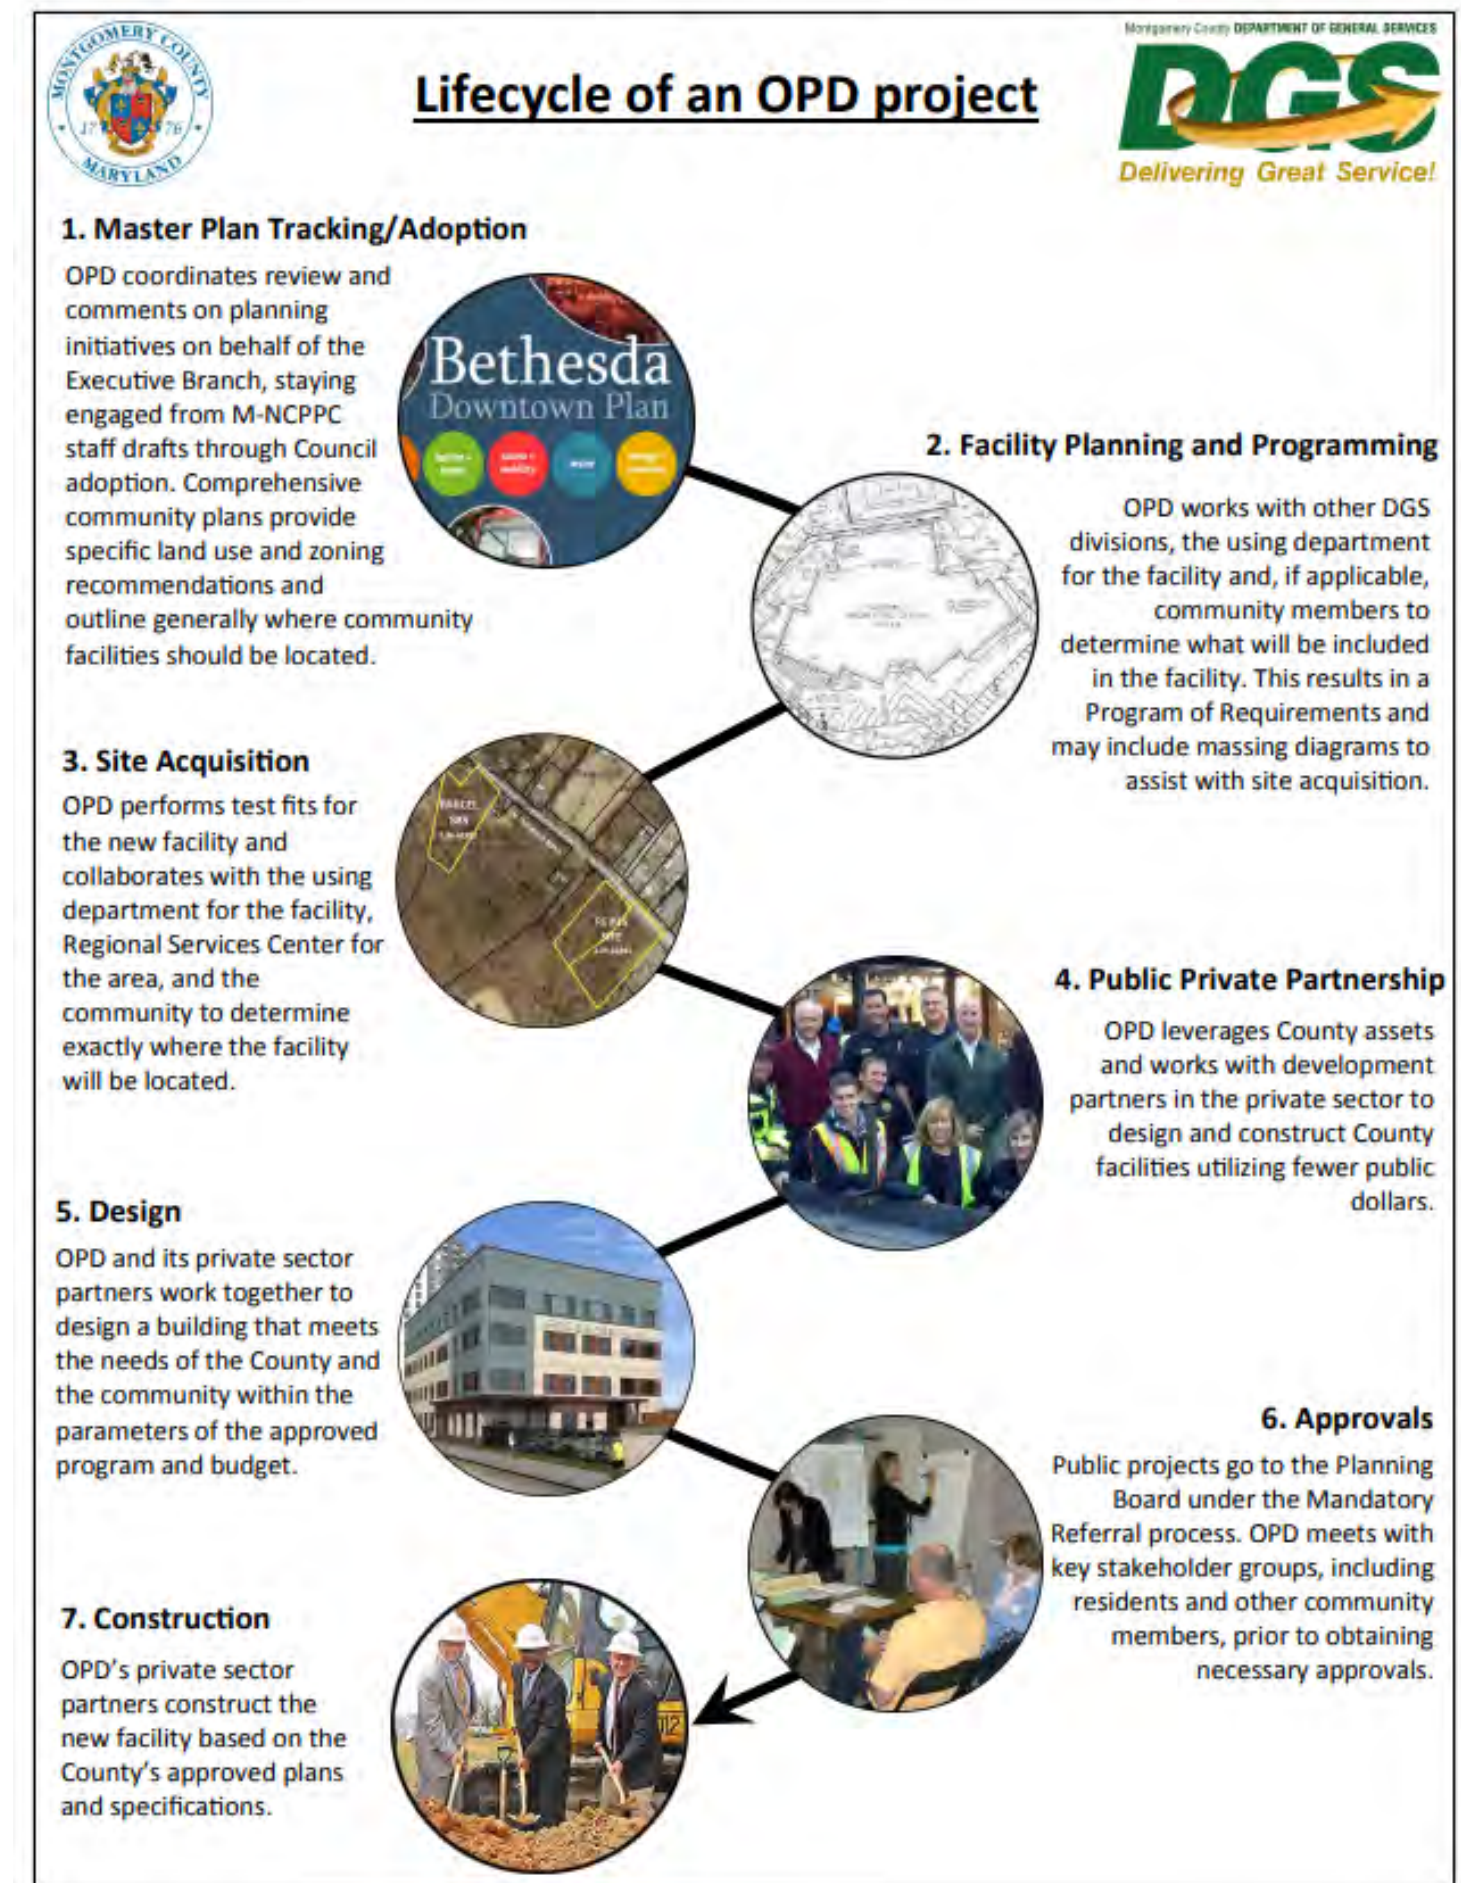 MONTGOMERY COUNTY
17 76
MARYLAND
Lifecycle of an OPD project
Montgomery County DEPARTMENT OF GENERAL SERVICES
DGS
Delivering Great Service!
1. Master Plan Tracking/Adoption
OPD coordinates review and
comments on planning
initiatives on behalf of the
Executive Branch, staying
engaged from M-NCPPC
staff drafts through Council
adoption. Comprehensive
community plans provide
specific land use and zoning
recommendations and
outline generally where community
facilities should be located.
Bethesda
Downtown Plan
2. Facility Planning and Programming
OPD works with other DGS
divisions, the using department
for the facility and, if applicable,
community members to
determine what will be included
in the facility. This results in a
Program of Requirements and
may include massing diagrams to
assist with site acquisition.
3. Site Acquisition
OPD performs test fits for
the new facility and
collaborates with the using
department for the facility,
Regional Services Center for
the area, and the
community to determine
exactly where the facility
will be located.
PARCEL
SITE
4. Public Private Partnership
OPD leverages County assets
and works with development
partners in the private sector to
design and construct County
facilities utilizing fewer public
dollars.
5. Design
OPD and its private sector
partners work together to
design a building that meets
the needs of the County and
the community within the
parameters of the approved
program and budget.
6. Approvals
Public projects go to the Planning
Board under the Mandatory
Referral process. OPD meets with
key stakeholder groups, including
residents and other community
members, prior to obtaining
necessary approvals.
7. Construction
OPD's private sector
partners construct the
new facility based on the
County's approved plans
and specifications.